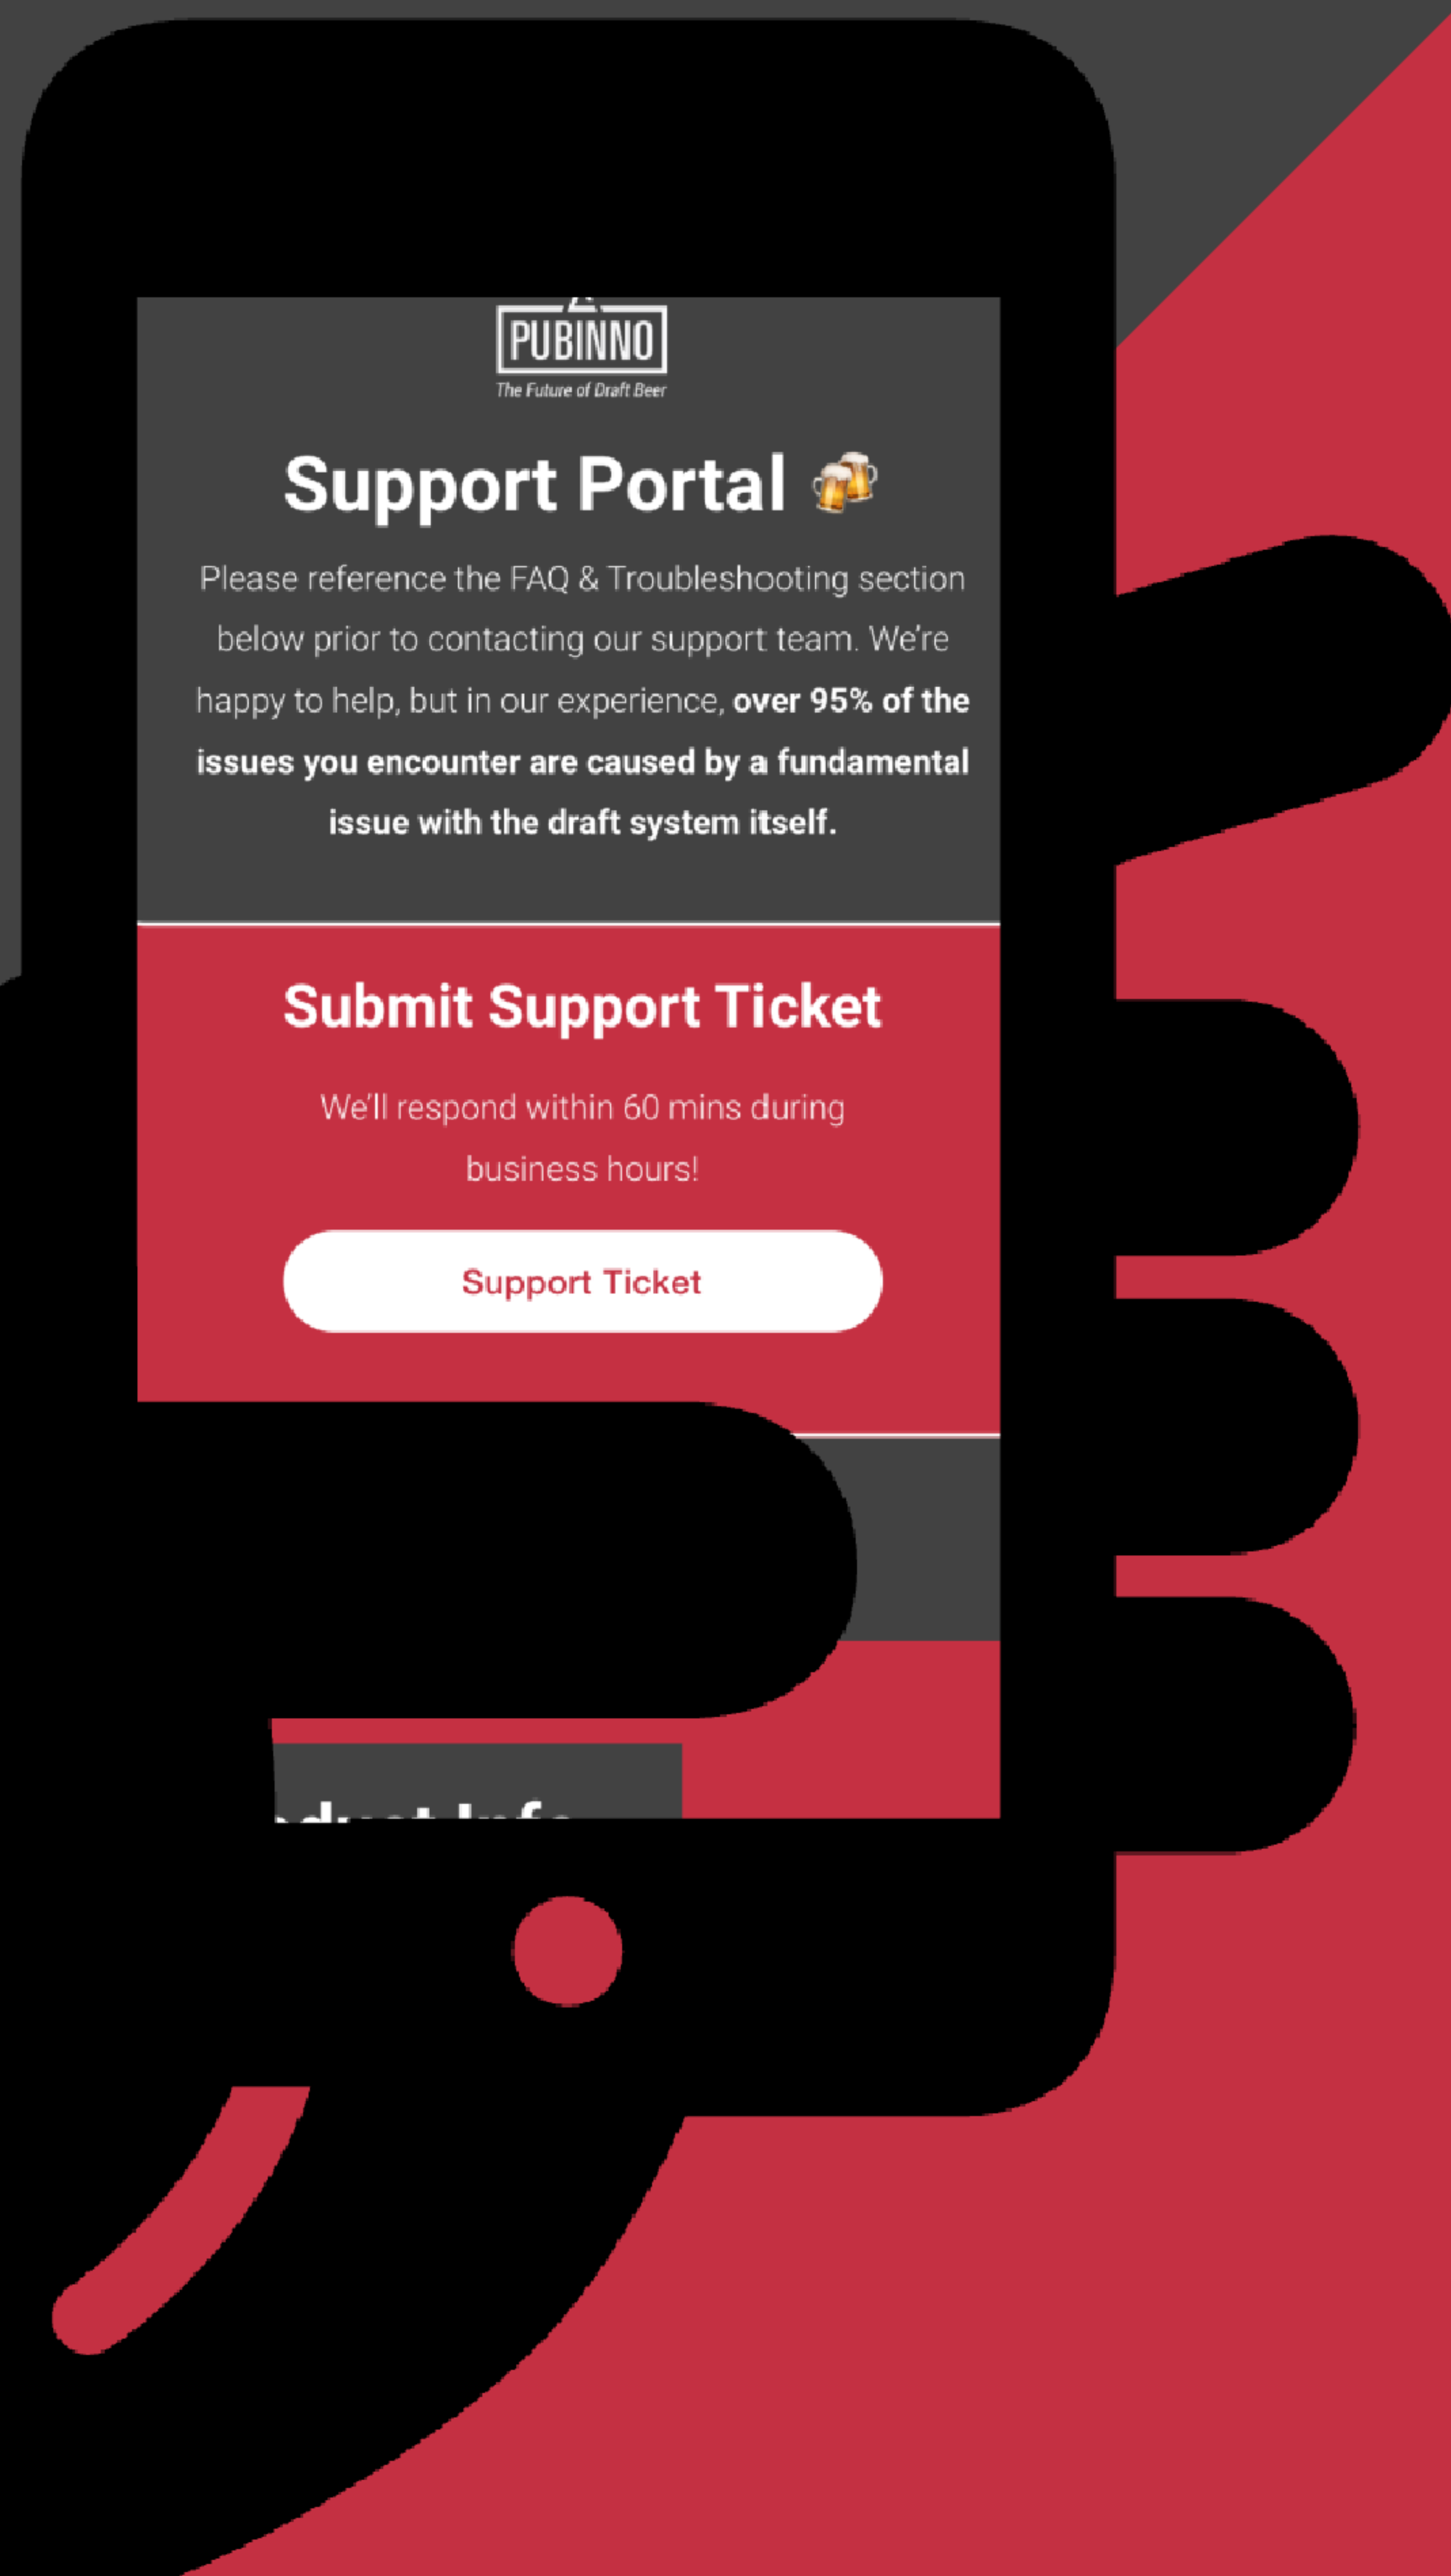 PUBINNO
The Future of Draft Beer
Support Portal 🍻
Please reference the FAQ & Troubleshooting section
below prior to contacting our support team. We're
happy to help, but in our experience, over 95% of the
issues you encounter are caused by a fundamental
issue with the draft system itself.
Submit Support Ticket
We'll respond within 60 mins during
business hours!
Support Ticket